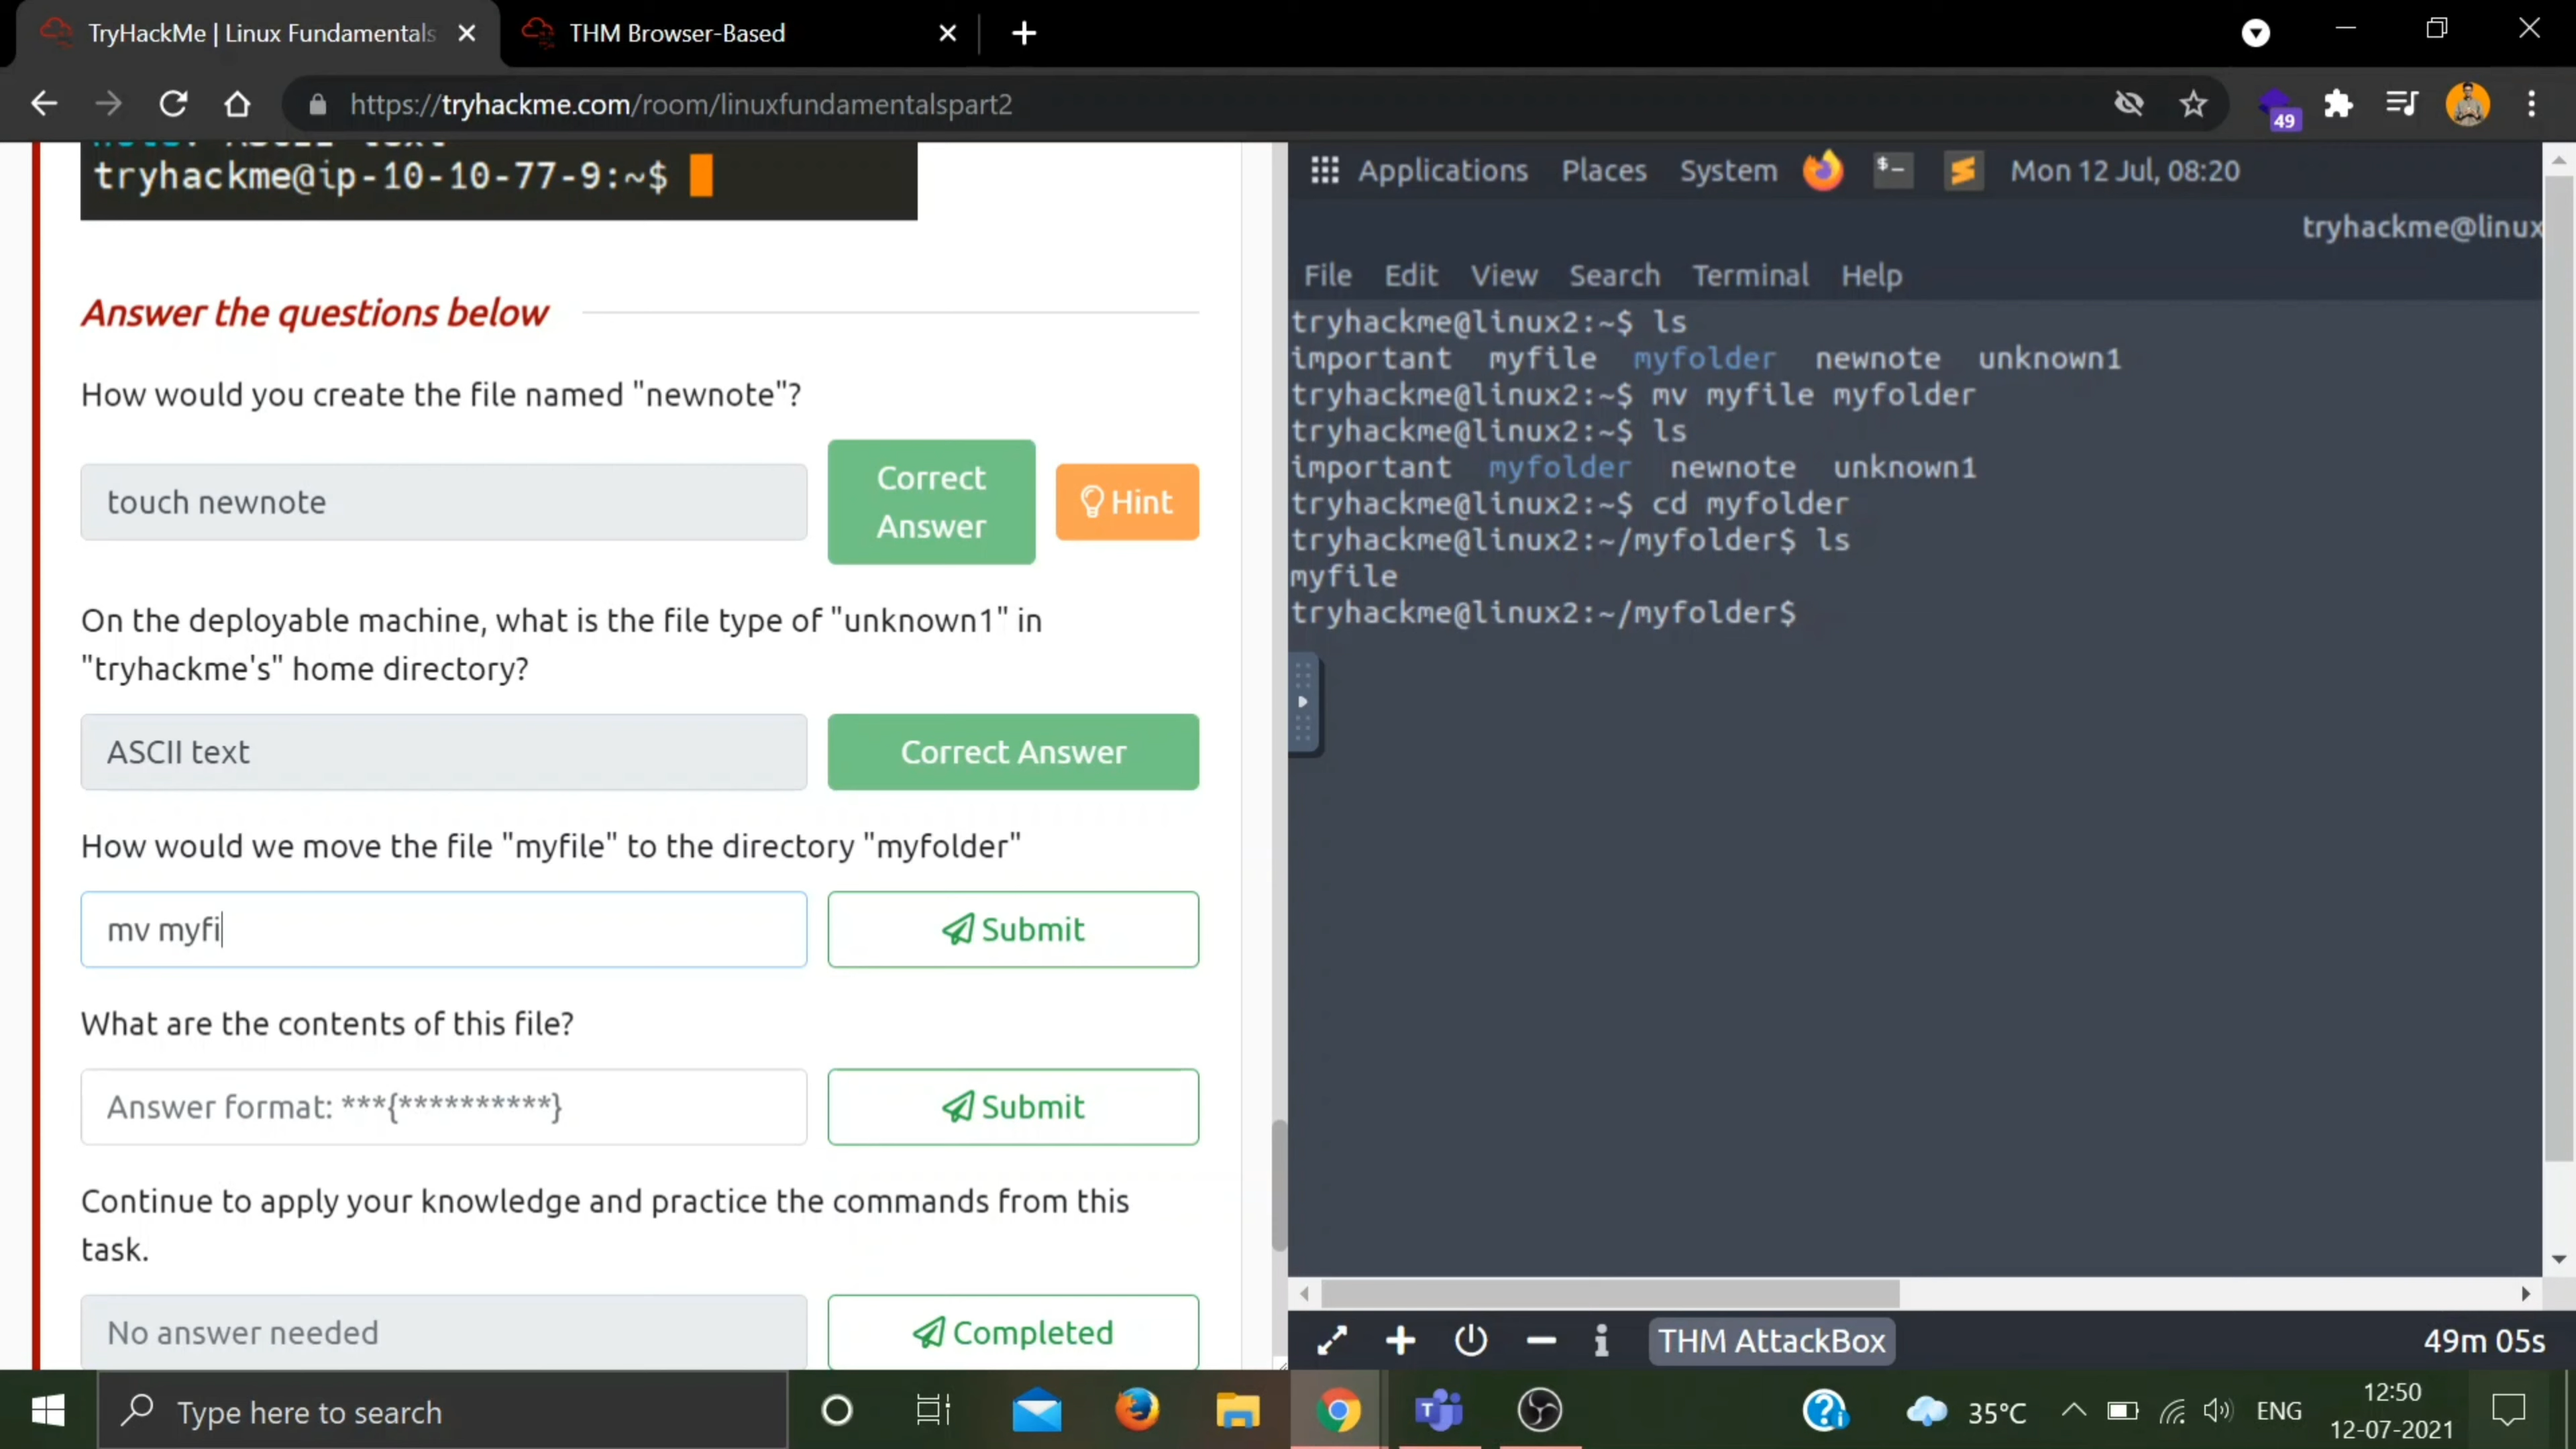 TryHackMe | Linux Fundamentals
THM Browser-Based
https://tryhackme.com/room/linuxfundamentalspart2
49
tryhackme@ip-10-10-77-9:~$
Answer the questions below
How would you create the file named "newnote"?
touch newnote
Correct
Answer
Hint
On the deployable machine, what is the file type of "unknown1" in
"tryhackme's" home directory?
ASCII text
Correct Answer
How would we move the file "myfile" to the directory "myfolder"
mv myfi
Submit
What are the contents of this file?
Answer format: ***{**********}
Submit
Continue to apply your knowledge and practice the commands from this
task.
No answer needed
Completed
Applications Places System $- Mon 12 Jul, 08:20
tryhackme@linux
File Edit View Search Terminal Help
tryhackme@linux2:~$ ls
important myfile myfolder newnote unknown1
tryhackme@linux2:~$ mv myfile myfolder
tryhackme@linux2:~$ ls
important myfolder newnote unknown1
tryhackme@linux2:~$ cd myfolder
tryhackme@linux2:~/myfolder$ ls
myfile
tryhackme@linux2:~/myfolder$
THM AttackBox
49m 05s
Type here to search
35°C
ENG
12:50
12-07-2021